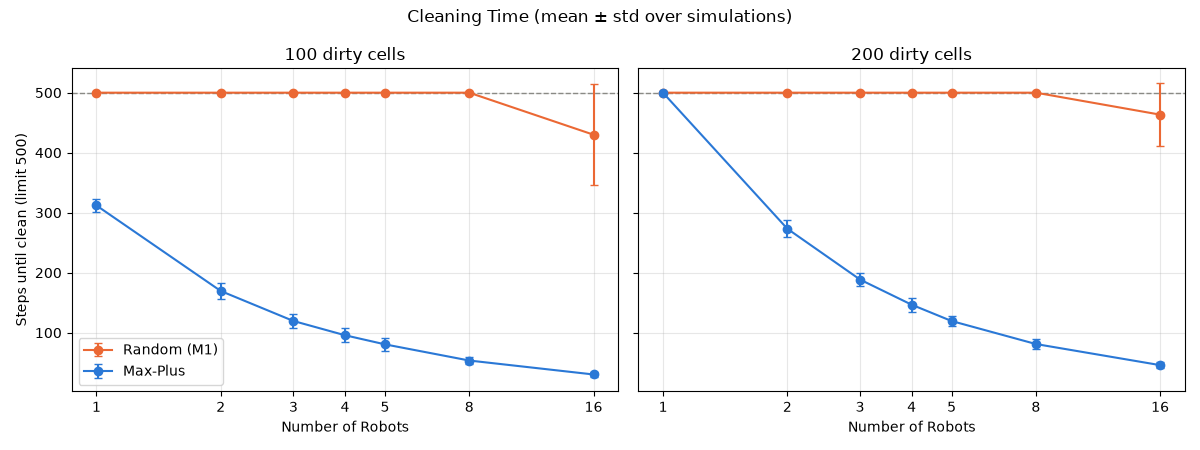 Cleaning Time (mean ± std over simulations)
100 dirty cells
200 dirty cells
Steps until clean (limit 500)
500
400
300
200
100
Random (M1)
Max-Plus
1 2 3 4 5 8 16
1 2 3 4 5 8 16
Number of Robots
Number of Robots